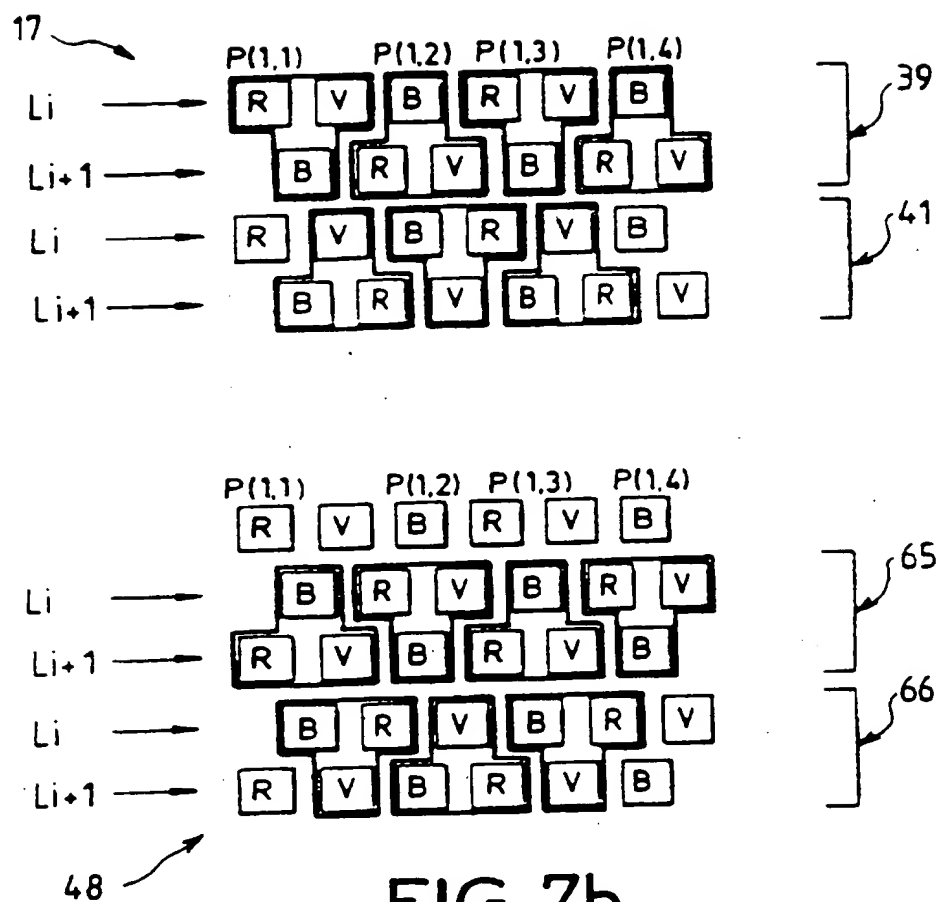 17
P(1,1) P(1,2) P(1,3) P(1,4)
Li R V B R V B 39
Li+1 B R V B R V
Li R V B R V B 41
Li+1 B R V B R V
P(1,1) P(1,2) P(1,3) P(1,4)
R V B R V B
Li B R V B R V 65
Li+1 R V B R V B
Li B R V B R V 66
Li+1 R V B R V B
48
FIG. 7b